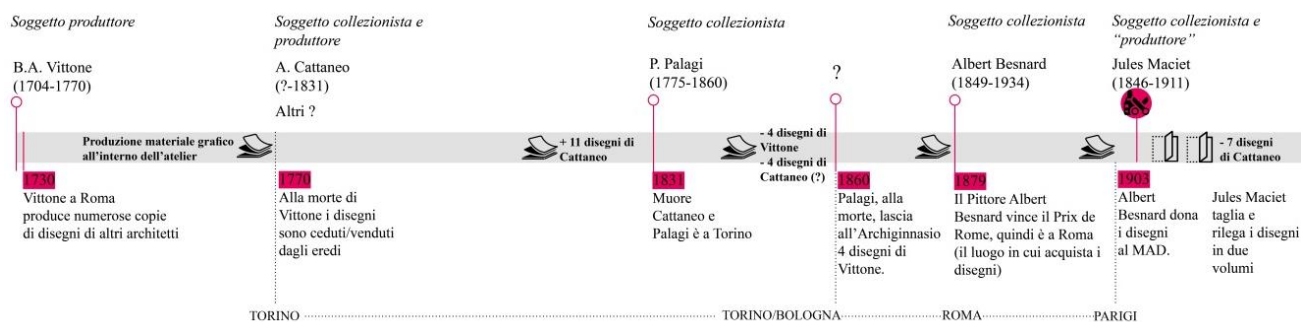 Soggetto produttore
Soggetto collezionista e
produttore
Soggetto collezionista
Soggetto collezionista
Soggetto collezionista e
“produttore”
B.A. Vittone
(1704-1770)
A. Cattaneo
(?-1831)
Altri ?
P. Palagi
(1775-1860)
?
Albert Besnard
(1849-1934)
Jules Maciet
(1846-1911)
Produzione materiale grafico
all’interno dell’atelier
+ 11 disegni di
Cattaneo
- 4 disegni di
Vittone
- 4 disegni di
Cattaneo (?)
- 7 disegni
di Cattaneo
1730
Vittone a Roma
produce numerose copie
di disegni di altri architetti
1770
Alla morte di
Vittone i disegni
sono ceduti/venduti
dagli eredi
1831
Muore
Cattaneo e
Palagi è a Torino
1860
Palagi, alla
morte, lascia
all’Archiginnasio
4 disegni di
Vittone.
1879
Il Pittore Albert
Besnard vince il Prix de
Rome, quindi è a Roma
(il luogo in cui acquista i
disegni)
1903
Albert
Besnard dona
i disegni
al MAD.
Jules Maciet
taglia e
rilega i disegni
in due
volumi
TORINO
TORINO/BOLOGNA
ROMA
PARIGI